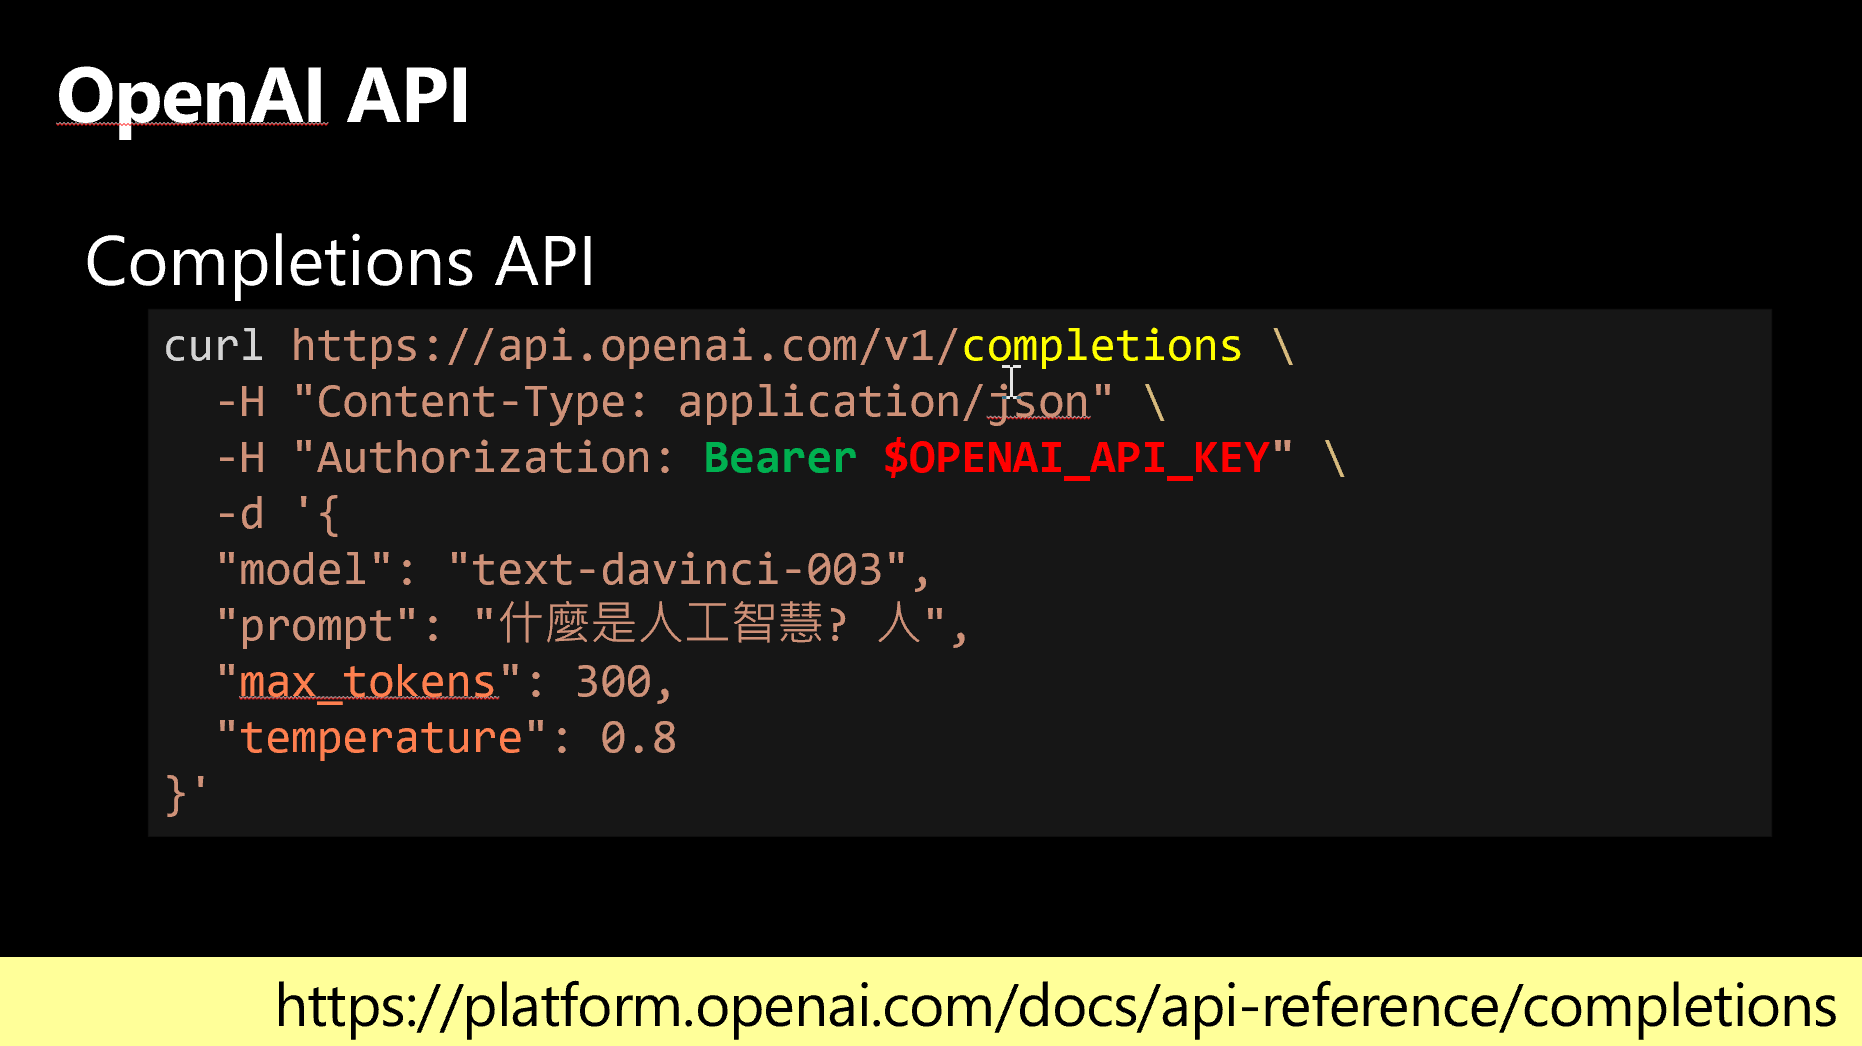 OpenAI API
Completions API
curl https://api.openai.com/v1/completions \
-H "Content-Type: application/json" \
-H "Authorization: Bearer $OPENAI_API_KEY" \
-d '{
"model": "text-davinci-003",
"prompt": "什麼是人工智慧? 人",
"max_tokens": 300,
"temperature": 0.8
}'
https://platform.openai.com/docs/api-reference/completions